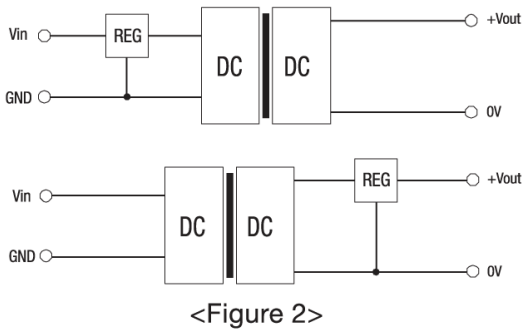 Vin
REG
DC
DC
+Vout
GND
0V
Vin
DC
DC
REG
+Vout
GND
0V
<Figure 2>